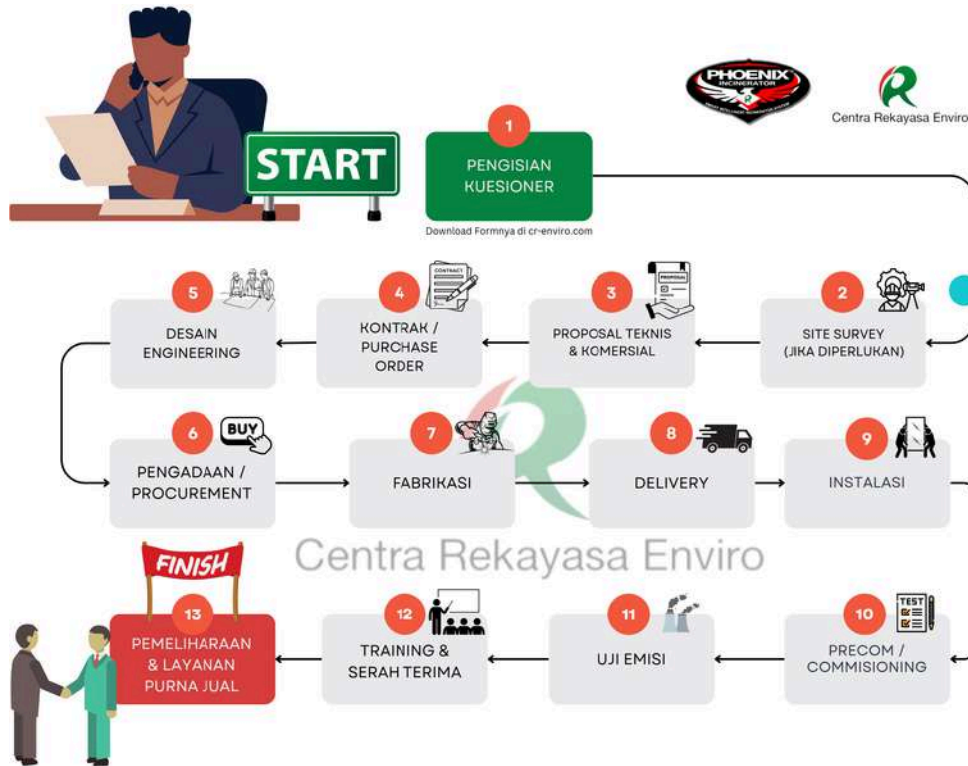 PHOENIX
INCINERATOR
Centra Rekayasa Enviro
START
1
PENGISIAN
KUESIONER
Download Formnya di cr-enviro.com
2
SITE SURVEY
(JIKA DIPERLUKAN)
3
PROPOSAL
PROPOSAL TEKNIS
& KOMERSIAL
4
CONTRACT
KONTRAK /
PURCHASE
ORDER
5
DESAIN
ENGINEERING
6
BUY
PENGADAAN /
PROCUREMENT
7
FABRIKASI
8
DELIVERY
9
INSTALASI
Centra Rekayasa Enviro
10
TEST
PRECOM /
COMMISIONING
11
UJI EMISI
12
TRAINING &
SERAH TERIMA
FINISH
13
PEMELIHARAAN
& LAYANAN
PURNA JUAL